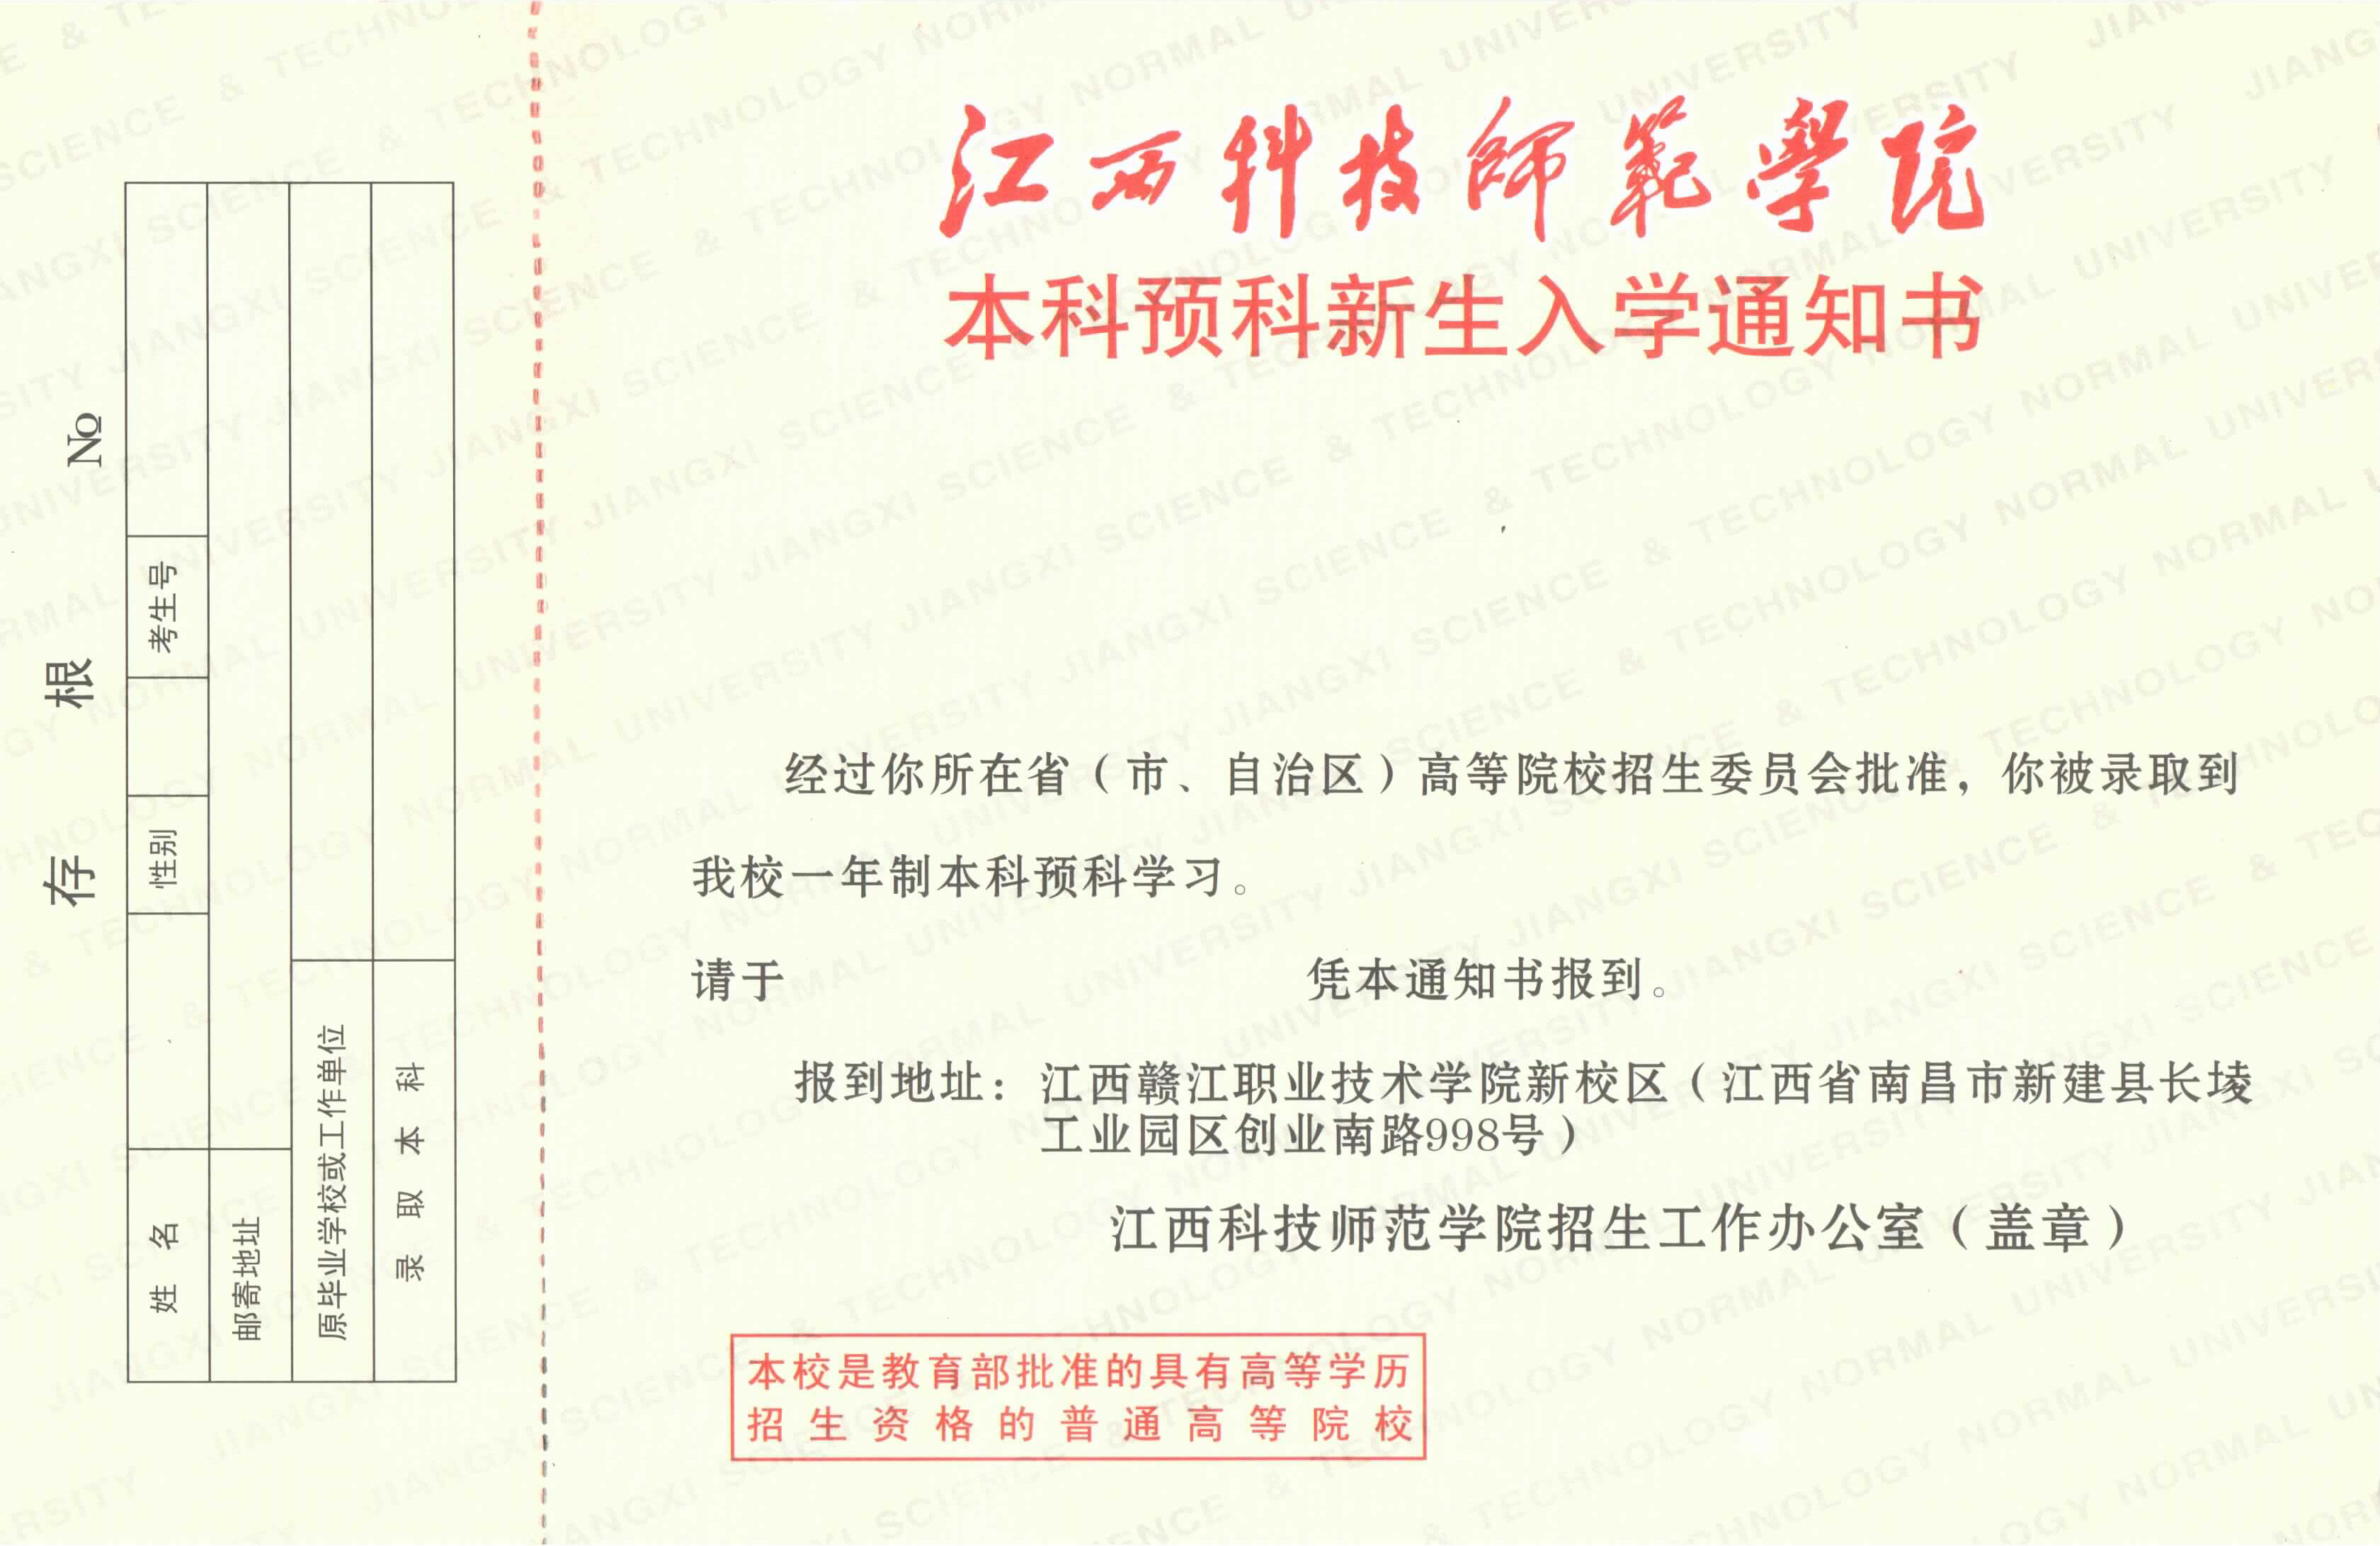 存 根 №
姓 名 性别 考生号
邮寄地址
原毕业学校或工作单位
录 取 本 科
江西科技師範學院
本科预科新生入学通知书
经过你所在省（市、自治区）高等院校招生委员会批准，你被录取到
我校一年制本科预科学习。
请于 凭本通知书报到。
报到地址：江西赣江职业技术学院新校区（江西省南昌市新建县长堎
工业园区创业南路998号）
江西科技师范学院招生工作办公室（盖章）
本校是教育部批准的具有高等学历
招生资格的普通高等院校
JIANGXI SCIENCE & TECHNOLOGY NORMAL UNIVERSITY